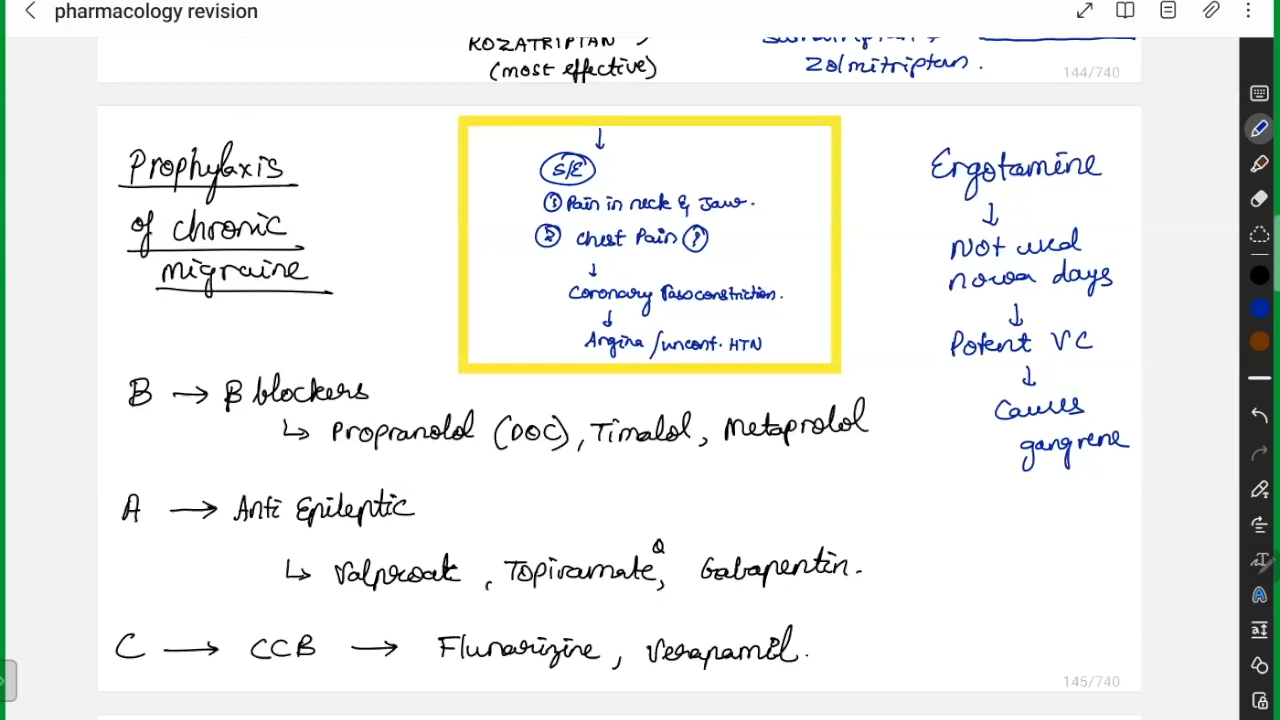 pharmacology revision
ROZATRIPTAN
(most effective)
Zolmitriptan.
144/740
Prophylaxis
of chronic
migraine
S/E
① Pain in neck & Jaw.
② Chest Pain ?
Coronary Vasoconstriction.
Angina / uncont. HTN
Ergotamine
↓
Not used
nowa days
↓
Potent VC
↓
Causes
gangrene
B → β blockers
↳ Propranolol (DOC), Timolol, Metaprolol
A → Anti Epileptic
↳ Valproate, Topiramate Q, Gabapentin.
C → CCB → Flunarizine, Verapamil.
145/740